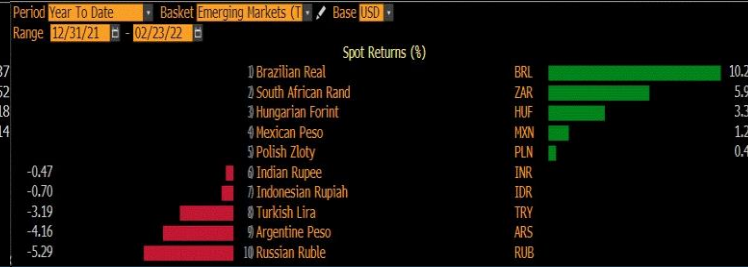 Period Year To Date Basket Emerging Markets (T Base USD
Range 12/31/21 - 02/23/22
Spot Returns (%)
37 1) Brazilian Real BRL 10.2
52 2) South African Rand ZAR 5.9
18 3) Hungarian Forint HUF 3.3
14 4) Mexican Peso MXN 1.2
5) Polish Zloty PLN 0.4
-0.47 6) Indian Rupee INR
-0.70 7) Indonesian Rupiah IDR
-3.19 8) Turkish Lira TRY
-4.16 9) Argentine Peso ARS
-5.29 10) Russian Ruble RUB